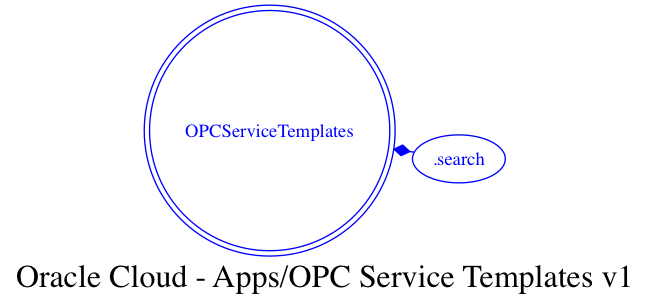 OPCServiceTemplates
.search
Oracle Cloud - Apps/OPC Service Templates v1